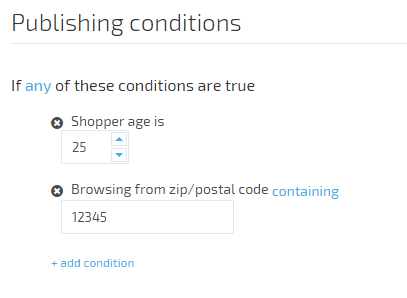 Publishing conditions
If any of these conditions are true
Shopper age is
25
Browsing from zip/postal code containing
12345
+ add condition